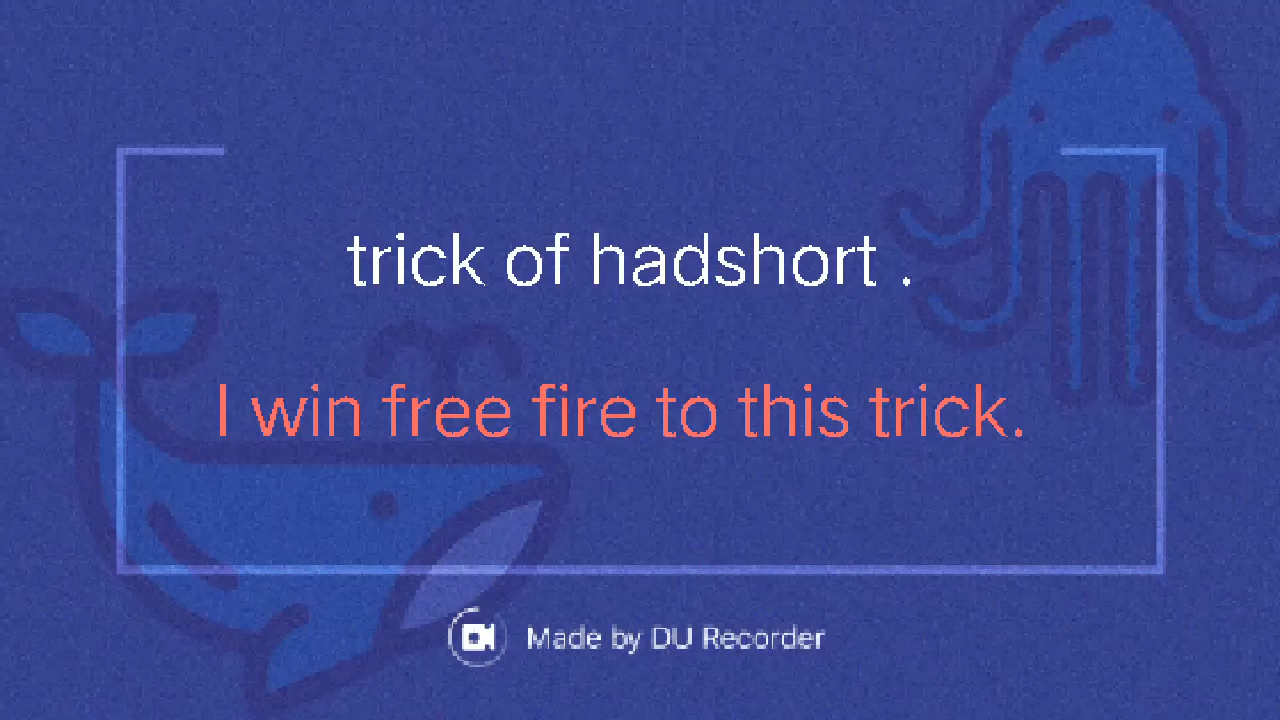 trick of hadshort .
I win free fire to this trick.
Made by DU Recorder